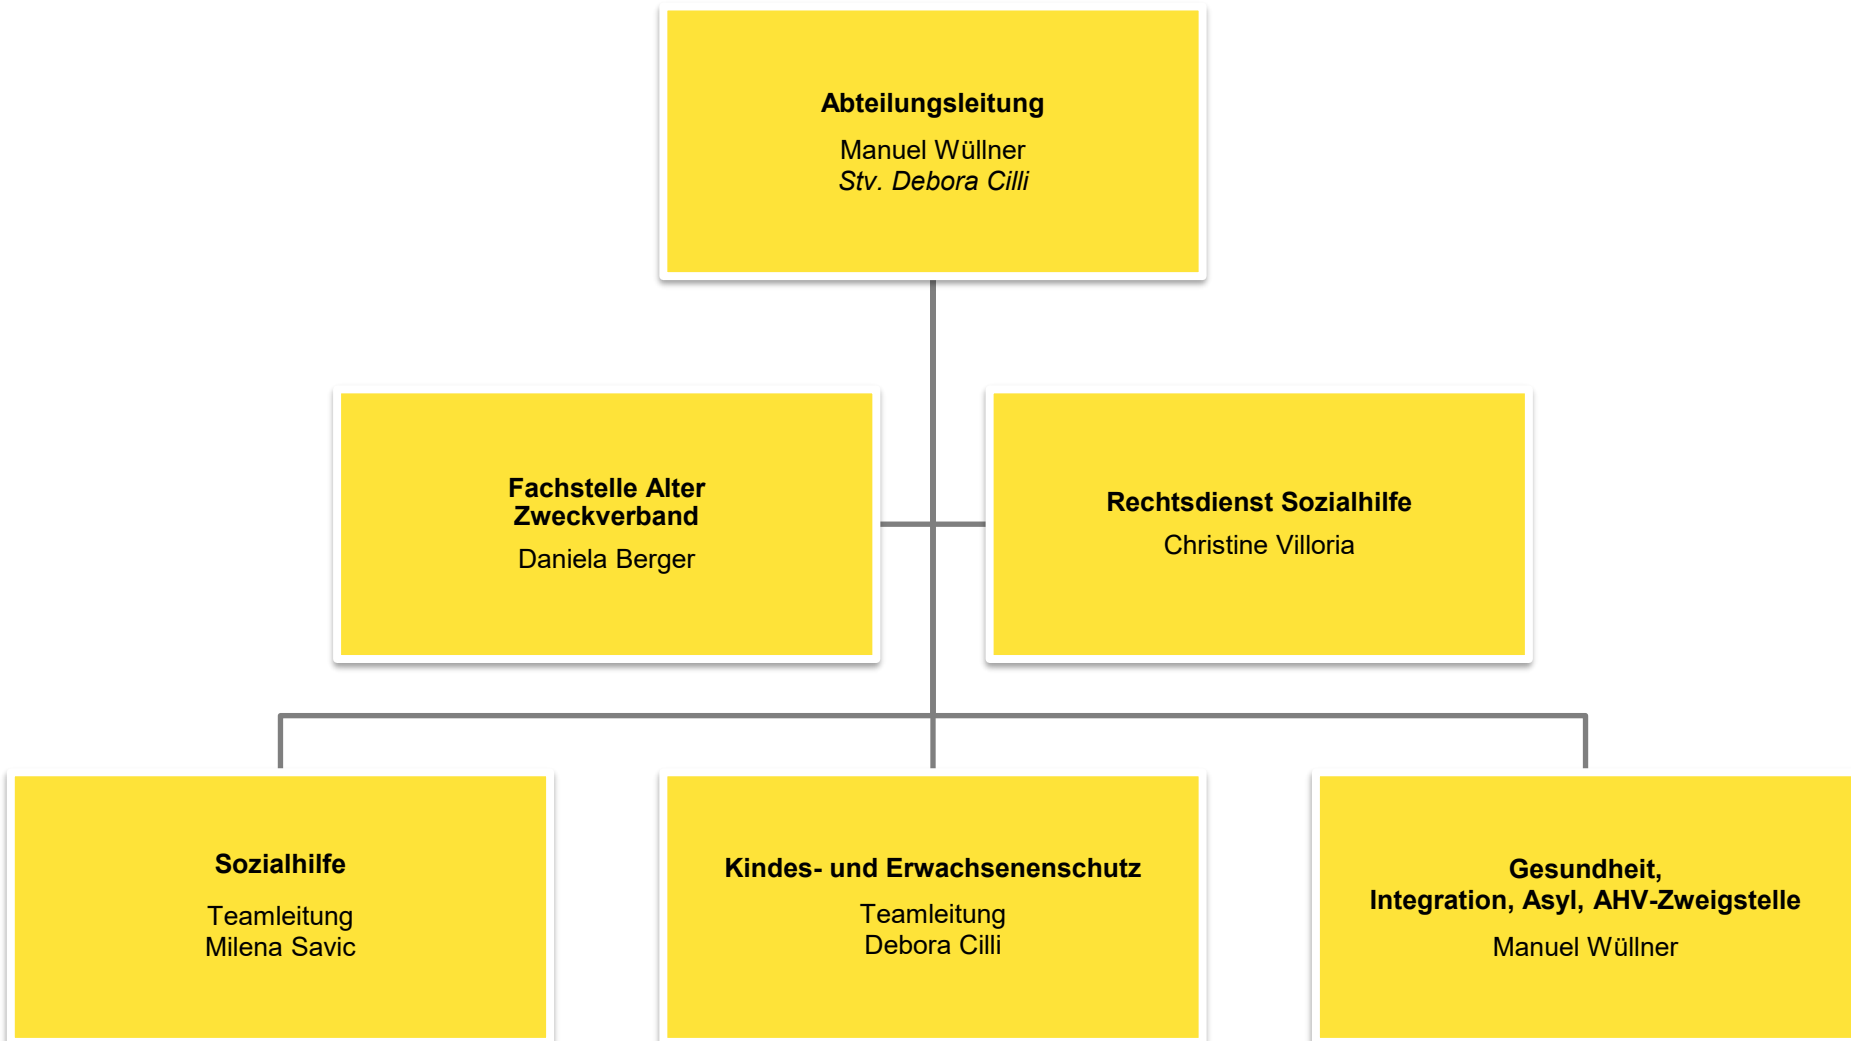 Abteilungsleitung
Manuel Wüllner
Stv. Debora Cilli
Fachstelle Alter
Zweckverband
Daniela Berger
Rechtsdienst Sozialhilfe
Christine Villoria
Sozialhilfe
Teamleitung
Milena Savic
Kindes- und Erwachsenenschutz
Teamleitung
Debora Cilli
Gesundheit,
Integration, Asyl, AHV-Zweigstelle
Manuel Wüllner